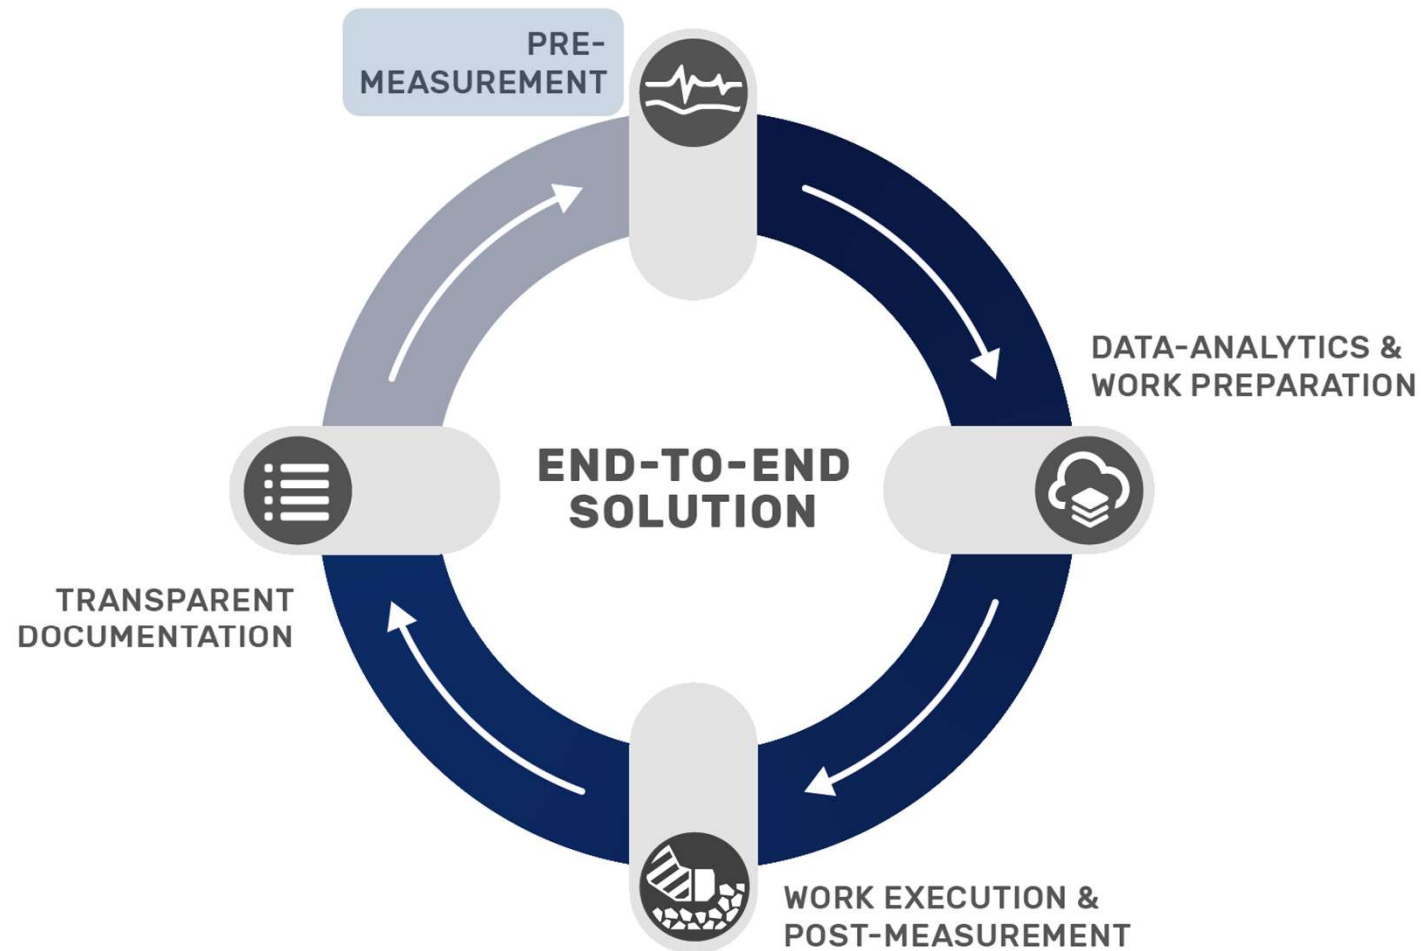 PRE-
MEASUREMENT
DATA-ANALYTICS &
WORK PREPARATION
END-TO-END
SOLUTION
TRANSPARENT
DOCUMENTATION
WORK EXECUTION &
POST-MEASUREMENT